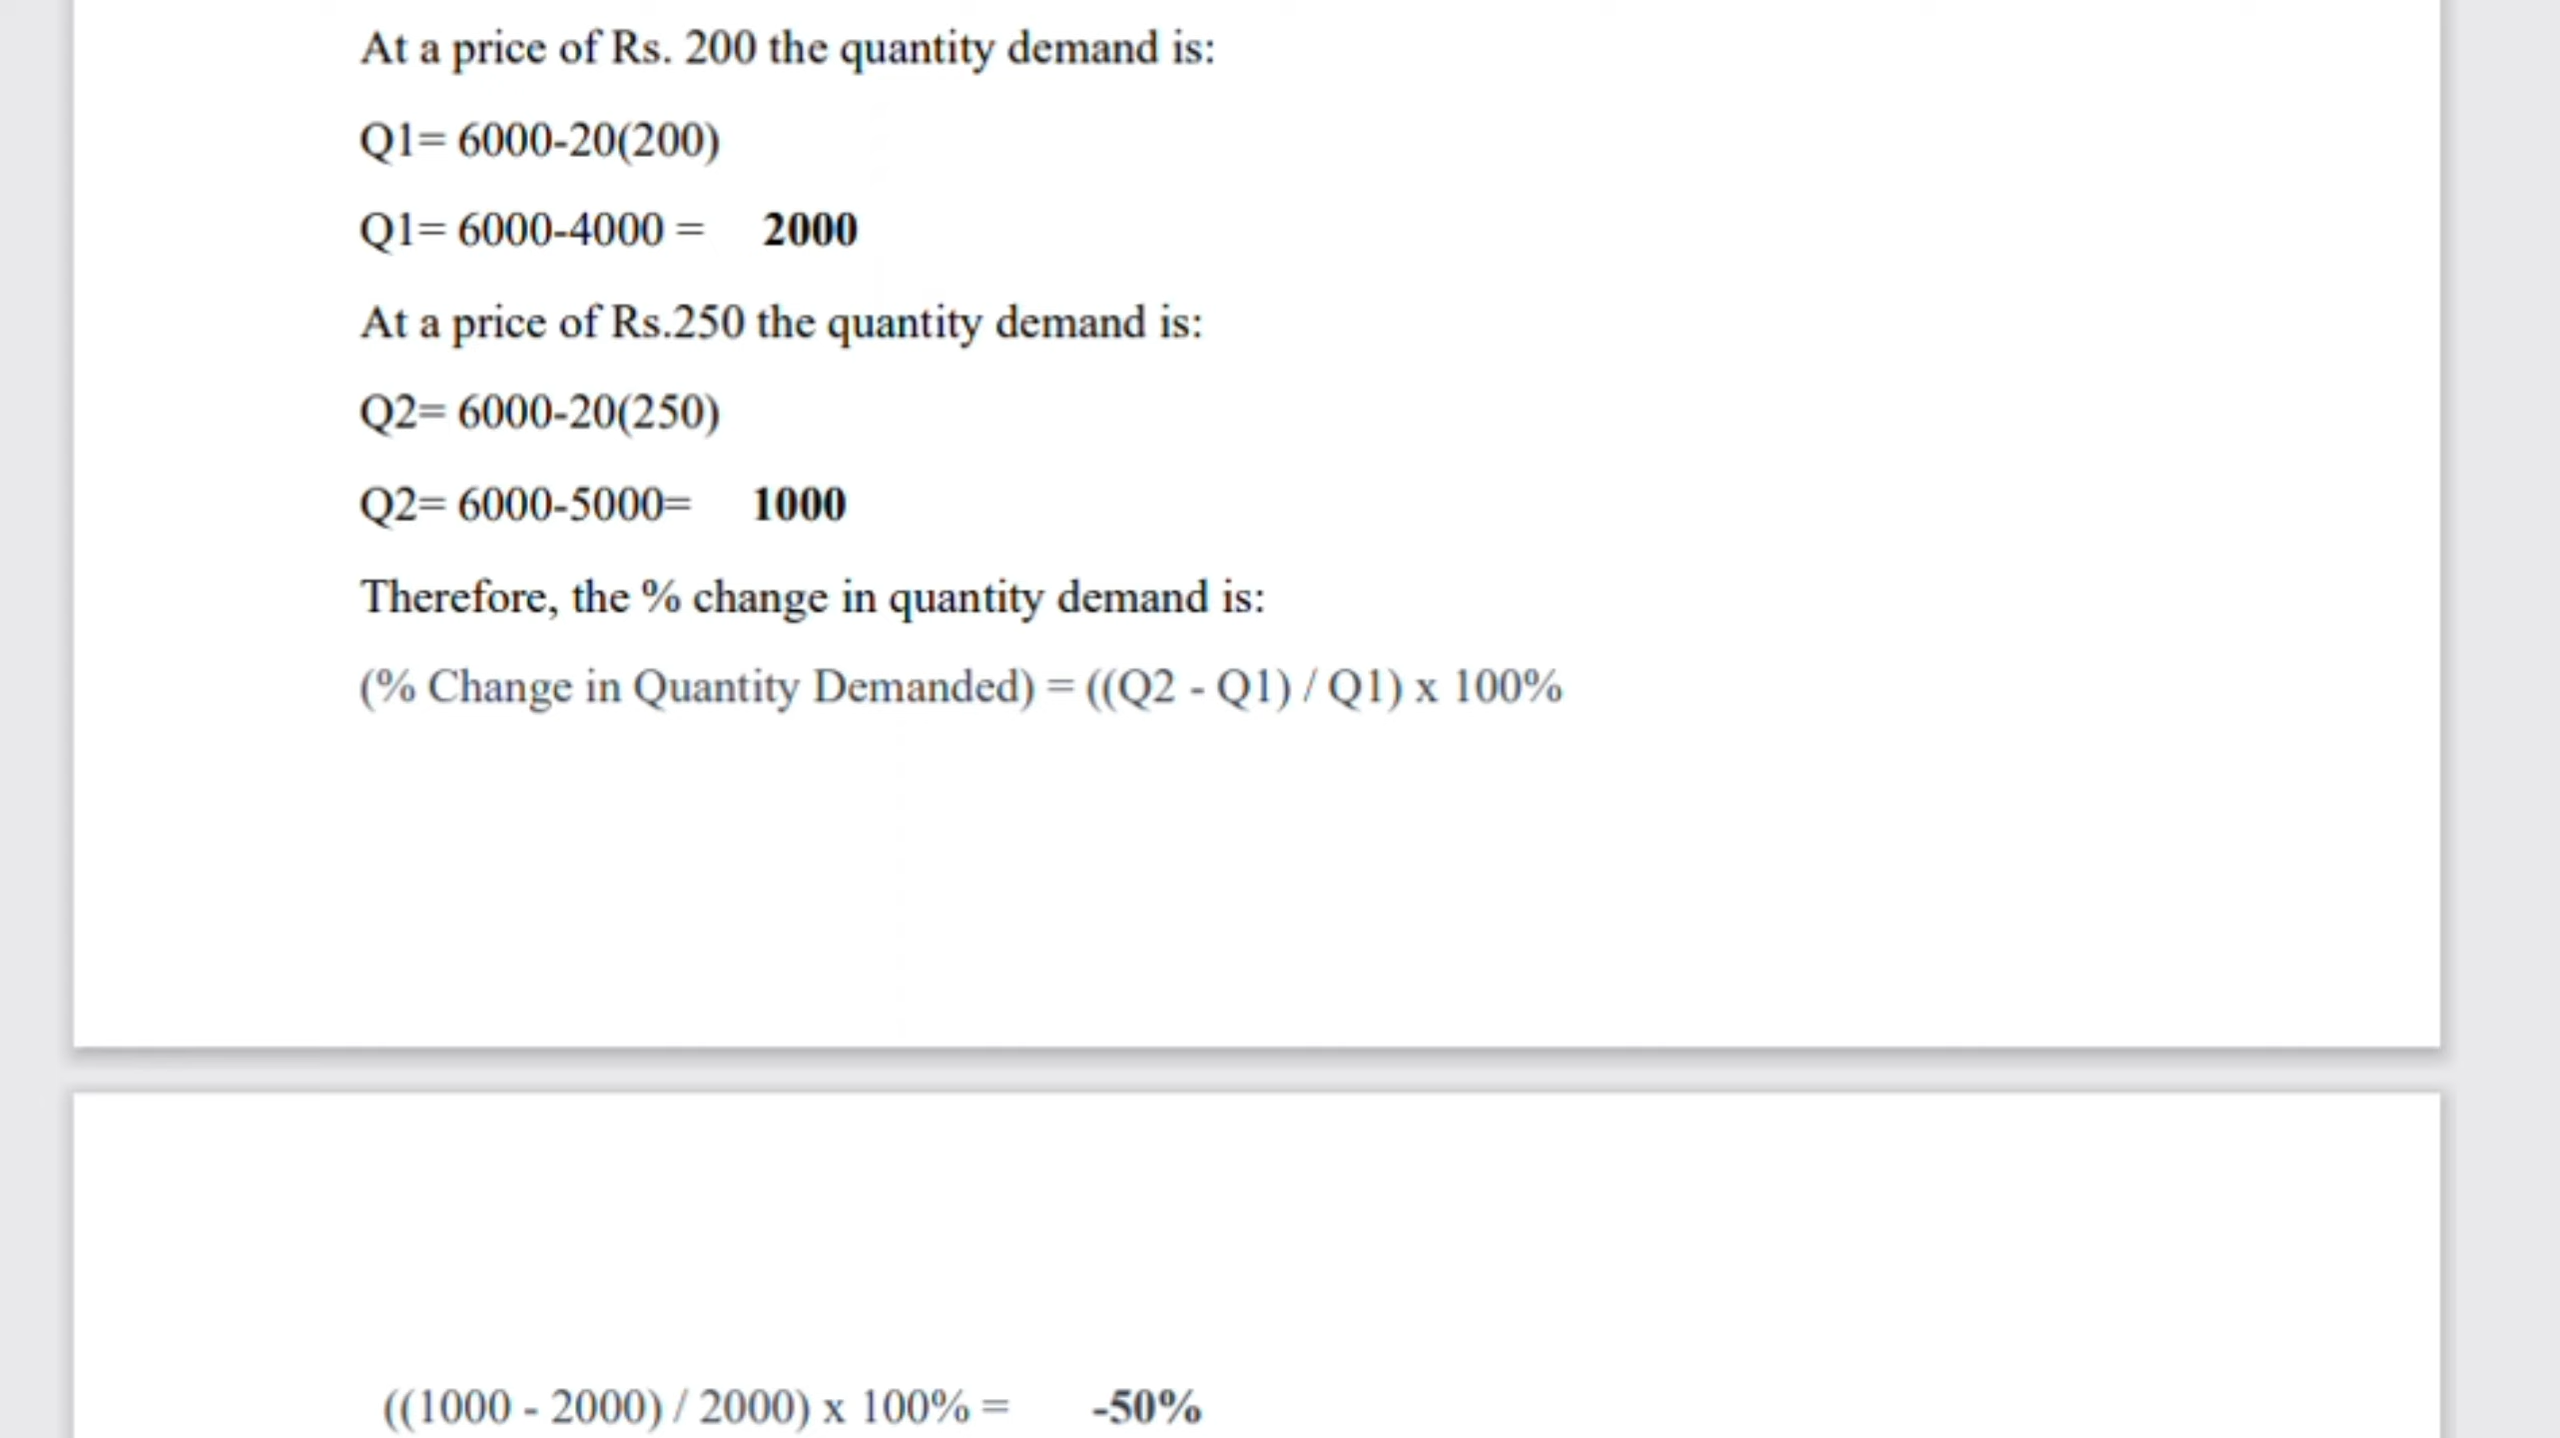 At a price of Rs. 200 the quantity demand is:
Q1= 6000-20(200)
Q1= 6000-4000 = 2000
At a price of Rs.250 the quantity demand is:
Q2= 6000-20(250)
Q2= 6000-5000= 1000
Therefore, the % change in quantity demand is:
(% Change in Quantity Demanded) = ((Q2 - Q1) / Q1) x 100%
((1000 - 2000) / 2000) x 100% = -50%